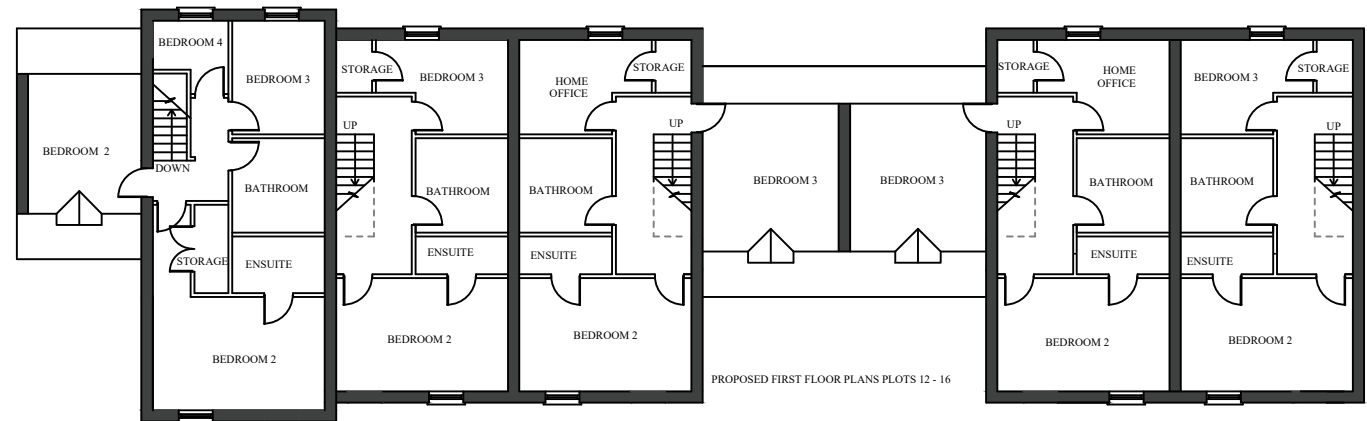 BEDROOM 4
BEDROOM 3
BEDROOM 2
DOWN
BATHROOM
STORAGE
ENSUITE
BEDROOM 2
STORAGE
BEDROOM 3
UP
BATHROOM
ENSUITE
BEDROOM 2
HOME
OFFICE
STORAGE
UP
BATHROOM
ENSUITE
BEDROOM 2
BEDROOM 3
BEDROOM 3
PROPOSED FIRST FLOOR PLANS PLOTS 12 - 16
STORAGE
HOME
OFFICE
UP
BATHROOM
ENSUITE
BEDROOM 2
BEDROOM 3
STORAGE
UP
BATHROOM
ENSUITE
BEDROOM 2